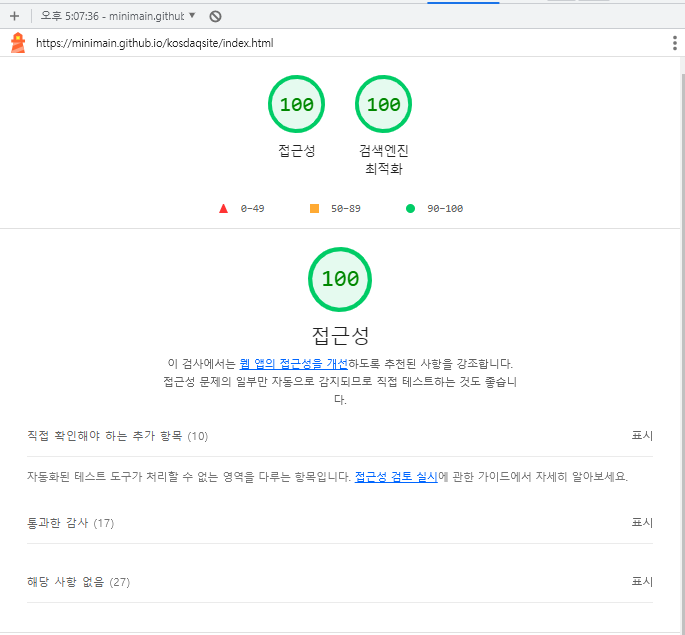 오후 5:07:36 - minimain.github
https://minimain.github.io/kosdaqsite/index.html
100
100
접근성
검색엔진
최적화
0–49
50–89
90–100
100
접근성
이 검사에서는 웹 앱의 접근성을 개선하도록 추천된 사항을 강조합니다.
접근성 문제의 일부만 자동으로 감지되므로 직접 테스트하는 것도 좋습니
다.
직접 확인해야 하는 추가 항목 (10)
표시
자동화된 테스트 도구가 처리할 수 없는 영역을 다루는 항목입니다. 접근성 검토 실시에 관한 가이드에서 자세히 알아보세요.
통과한 감사 (17)
표시
해당 사항 없음 (27)
표시